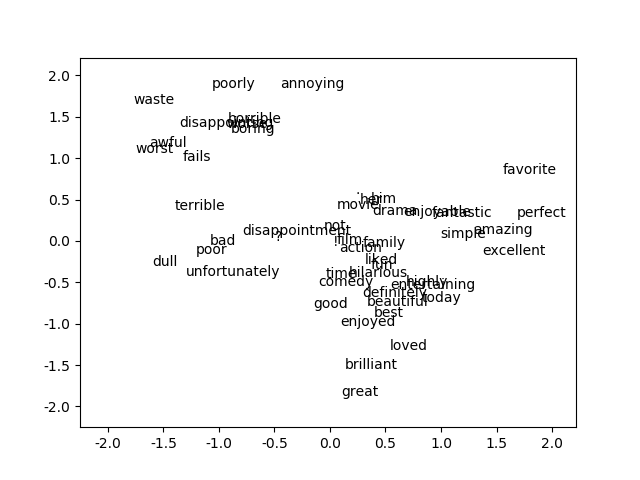 2.0
poorly annoying
waste
1.5
horrible
disappointing
boring
awful
worst
fails
1.0
favorite
0.5
him
her
movie
terrible
drama enjoyable fantastic perfect
not
disappointment
amazing
simple
0.0
bad
?
! film family
action
poor
excellent
dull
liked
fun
unfortunately
time hilarious
-0.5
comedy
highly
entertaining
definitely
today
good
beautiful
best
enjoyed
-1.0
loved
brilliant
-1.5
great
-2.0
-2.0 -1.5 -1.0 -0.5 0.0 0.5 1.0 1.5 2.0